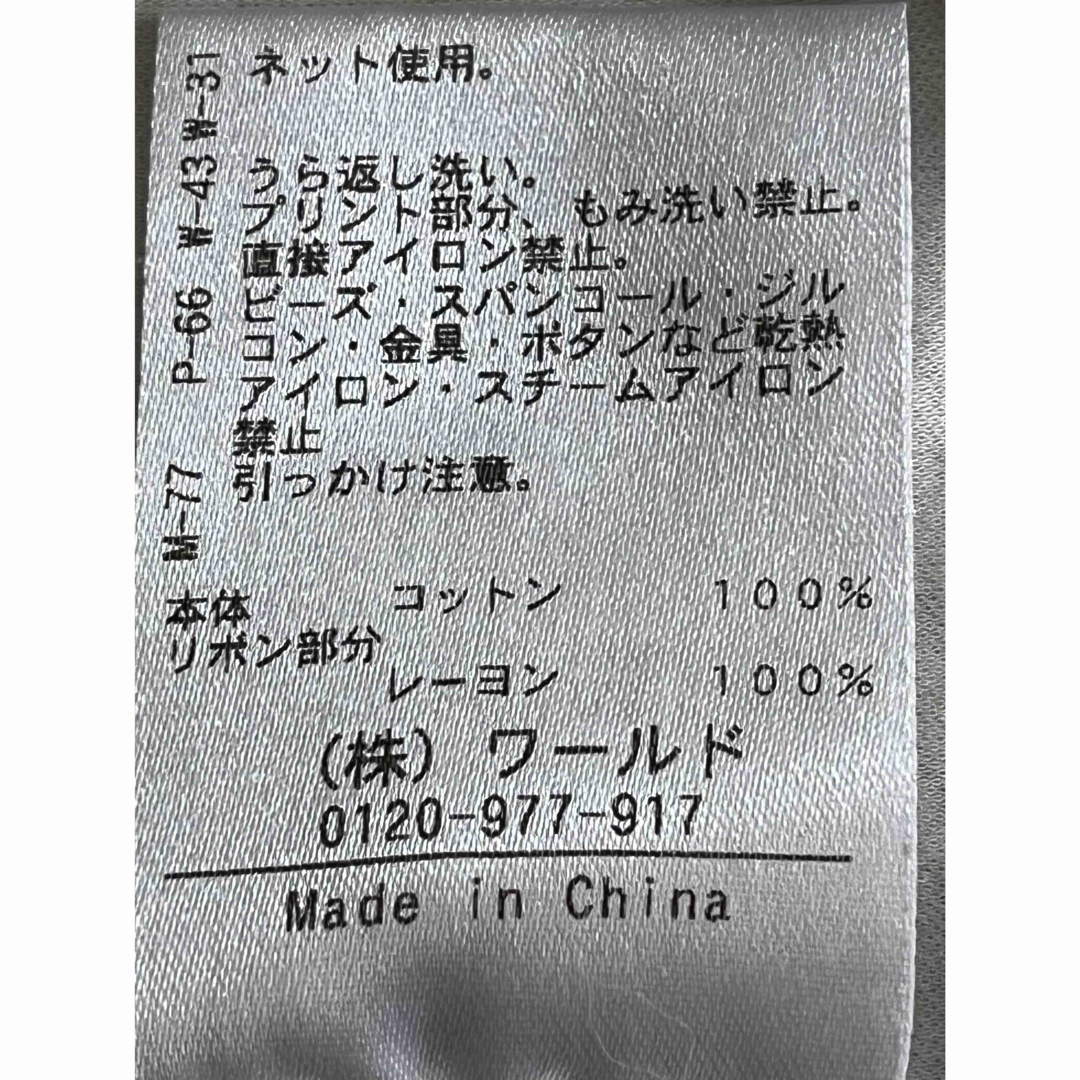 W-31 ネット使用。
W-43 うら返し洗い。
プリント部分、もみ洗い禁止。
直接アイロン禁止。
P-66 ビーズ・スパンコール・ジル
コン・金具・ボタンなど乾熱
アイロン・スチームアイロン
禁止
M-77 引っかけ注意。
本体 コットン 100%
リボン部分
レーヨン 100%
(株) ワールド
0120-977-917
Made in China